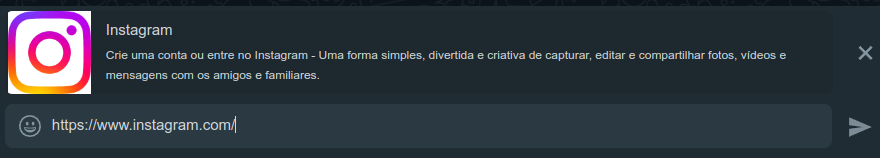 Instagram
Crie uma conta ou entre no Instagram - Uma forma simples, divertida e criativa de capturar, editar e compartilhar fotos, vídeos e
mensagens com os amigos e familiares.
https://www.instagram.com/